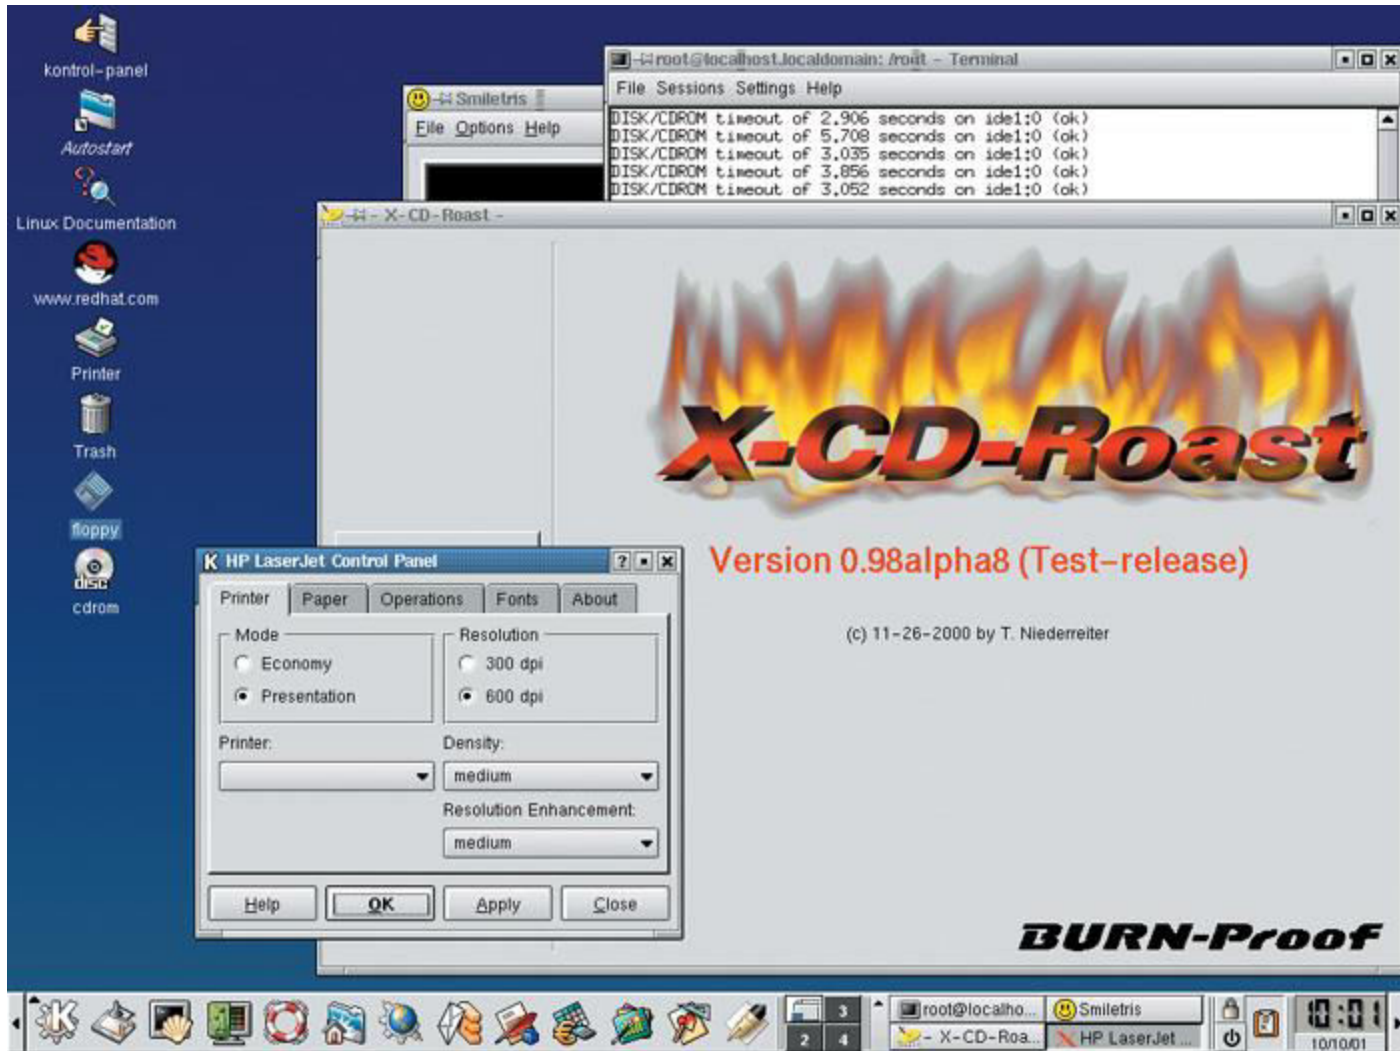 kontrol-panel
Autostart
Linux Documentation
www.redhat.com
Printer
Trash
floppy
disc
cdrom
root@localhost.localdomain: /root - Terminal
File Sessions Settings Help
DISK/CDROM timeout of 2.906 seconds on ide1:0 (ok)
DISK/CDROM timeout of 5.708 seconds on ide1:0 (ok)
DISK/CDROM timeout of 3.035 seconds on ide1:0 (ok)
DISK/CDROM timeout of 3.856 seconds on ide1:0 (ok)
DISK/CDROM timeout of 3.052 seconds on ide1:0 (ok)
Smiletris
File Options Help
- X-CD-Roast -
X-CD-Roast
Version 0.98alpha8 (Test-release)
(c) 11-26-2000 by T. Niederreiter
BURN-Proof
HP LaserJet Control Panel
Printer Paper Operations Fonts About
Mode
Economy
Presentation
Resolution
300 dpi
600 dpi
Printer:
Density:
medium
Resolution Enhancement:
medium
Help OK Apply Close
3
2 4
root@localho... Smiletris
- X-CD-Roa... HP LaserJet ...
10:01
10/10/01